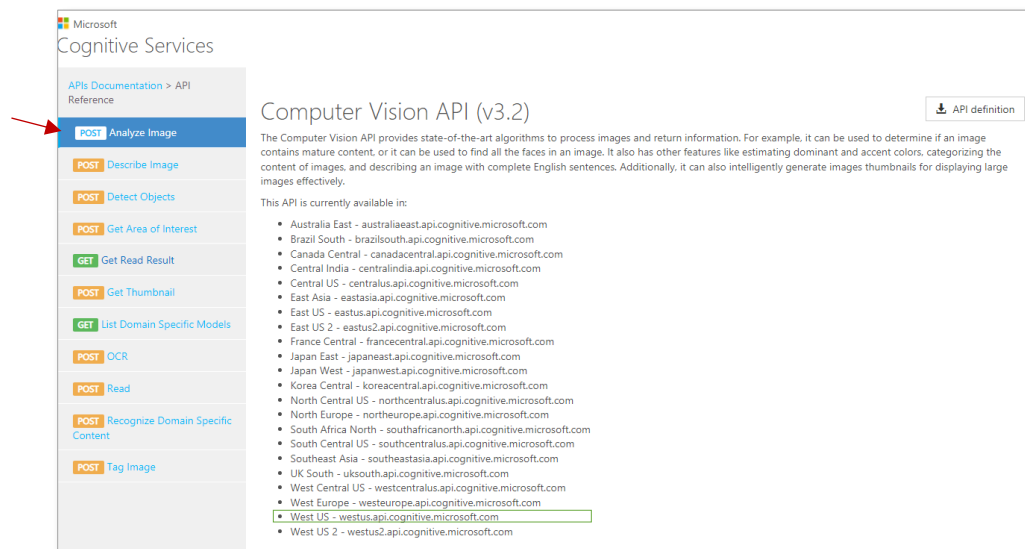 Microsoft
Cognitive Services
APIs Documentation > API
Reference
POST Analyze Image
POST Describe Image
POST Detect Objects
POST Get Area of Interest
GET Get Read Result
POST Get Thumbnail
GET List Domain Specific Models
POST OCR
POST Read
POST Recognize Domain Specific
Content
POST Tag Image
Computer Vision API (v3.2)
API definition
The Computer Vision API provides state-of-the-art algorithms to process images and return information. For example, it can be used to determine if an image
contains mature content, or it can be used to find all the faces in an image. It also has other features like estimating dominant and accent colors, categorizing the
content of images, and describing an image with complete English sentences. Additionally, it can also intelligently generate images thumbnails for displaying large
images effectively.
This API is currently available in:
• Australia East - australiaeast.api.cognitive.microsoft.com
• Brazil South - brazilsouth.api.cognitive.microsoft.com
• Canada Central - canadacentral.api.cognitive.microsoft.com
• Central India - centralindia.api.cognitive.microsoft.com
• Central US - centralus.api.cognitive.microsoft.com
• East Asia - eastasia.api.cognitive.microsoft.com
• East US - eastus.api.cognitive.microsoft.com
• East US 2 - eastus2.api.cognitive.microsoft.com
• France Central - francecentral.api.cognitive.microsoft.com
• Japan East - japaneast.api.cognitive.microsoft.com
• Japan West - japanwest.api.cognitive.microsoft.com
• Korea Central - koreacentral.api.cognitive.microsoft.com
• North Central US - northcentralus.api.cognitive.microsoft.com
• North Europe - northeurope.api.cognitive.microsoft.com
• South Africa North - southafricanorth.api.cognitive.microsoft.com
• South Central US - southcentralus.api.cognitive.microsoft.com
• Southeast Asia - southeastasia.api.cognitive.microsoft.com
• UK South - uksouth.api.cognitive.microsoft.com
• West Central US - westcentralus.api.cognitive.microsoft.com
• West Europe - westeurope.api.cognitive.microsoft.com
• West US - westus.api.cognitive.microsoft.com
• West US 2 - westus2.api.cognitive.microsoft.com